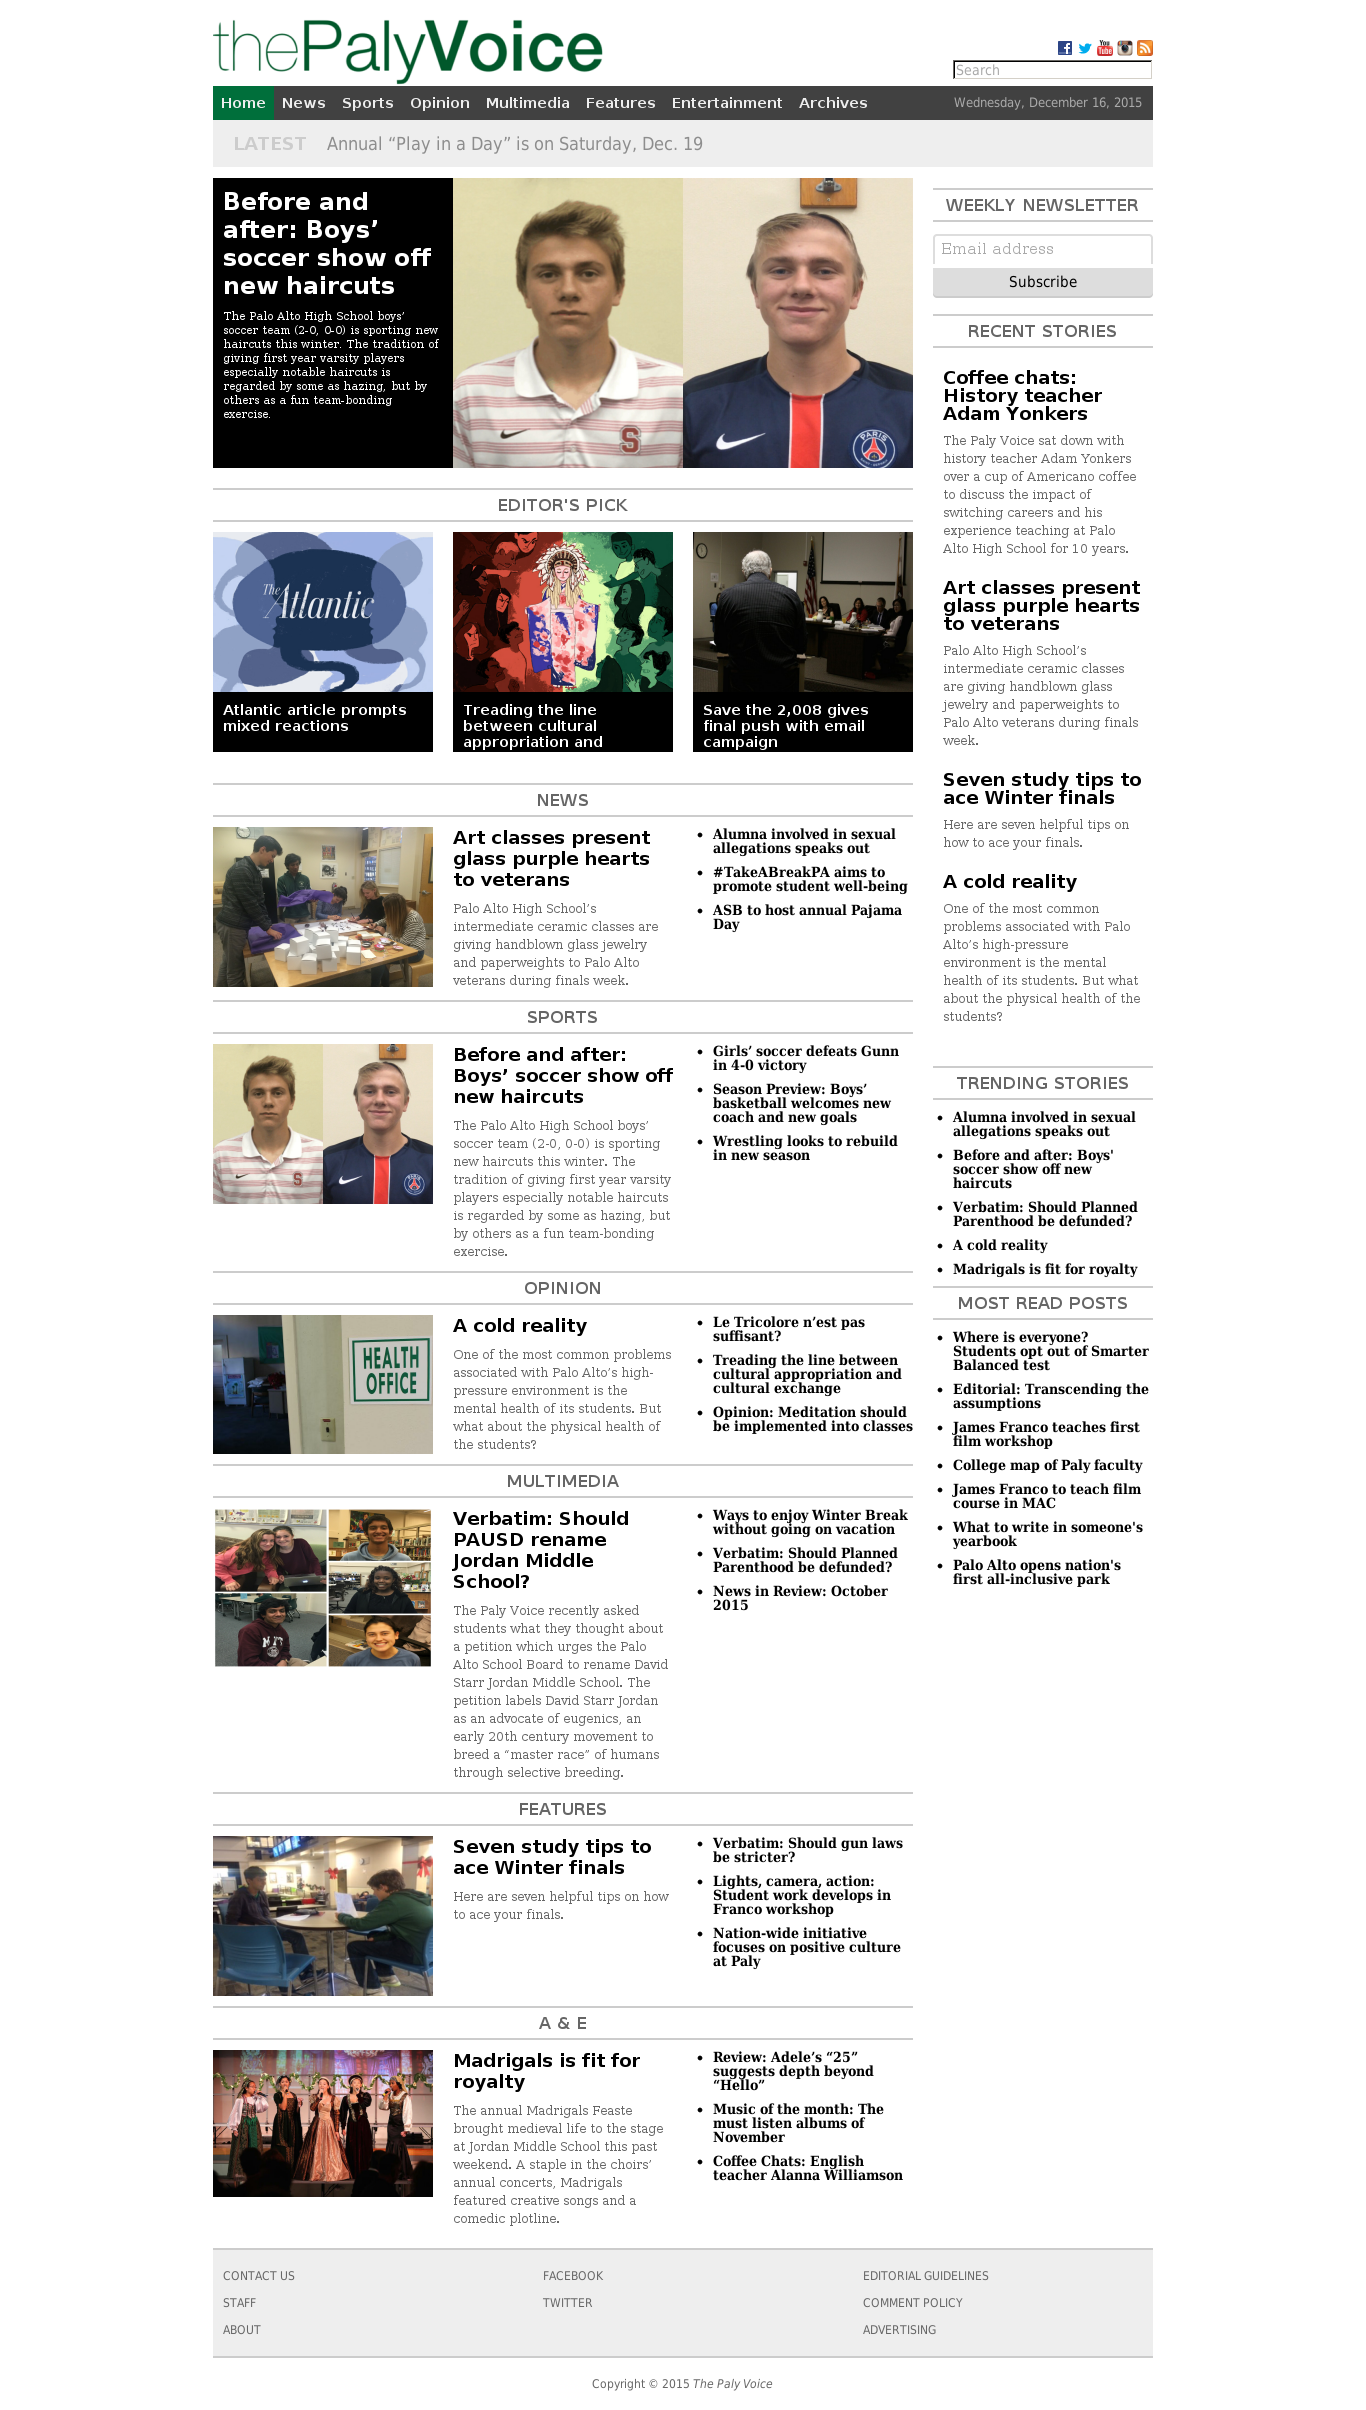 thePalyVoice
Search
Home News Sports Opinion Multimedia Features Entertainment Archives
Wednesday, December 16, 2015
LATEST Annual “Play in a Day” is on Saturday, Dec. 19
Before and
after: Boys’
soccer show off
new haircuts
The Palo Alto High School boys’
soccer team (2-0, 0-0) is sporting new
haircuts this winter. The tradition of
giving first year varsity players
especially notable haircuts is
regarded by some as hazing, but by
others as a fun team-bonding
exercise.
S
PARIS
EDITOR'S PICK
The
Atlantic
Atlantic article prompts
mixed reactions
Treading the line
between cultural
appropriation and
Save the 2,008 gives
final push with email
campaign
NEWS
Art classes present
glass purple hearts
to veterans
Palo Alto High School’s
intermediate ceramic classes are
giving handblown glass jewelry
and paperweights to Palo Alto
veterans during finals week.
• Alumna involved in sexual
allegations speaks out
• #TakeABreakPA aims to
promote student well-being
• ASB to host annual Pajama
Day
SPORTS
S
Before and after:
Boys’ soccer show off
new haircuts
The Palo Alto High School boys’
soccer team (2-0, 0-0) is sporting
new haircuts this winter. The
tradition of giving first year varsity
players especially notable haircuts
is regarded by some as hazing, but
by others as a fun team-bonding
exercise.
• Girls’ soccer defeats Gunn
in 4-0 victory
• Season Preview: Boys’
basketball welcomes new
coach and new goals
• Wrestling looks to rebuild
in new season
OPINION
HEALTH
OFFICE
A cold reality
One of the most common problems
associated with Palo Alto’s high-
pressure environment is the
mental health of its students. But
what about the physical health of
the students?
• Le Tricolore n’est pas
suffisant?
• Treading the line between
cultural appropriation and
cultural exchange
• Opinion: Meditation should
be implemented into classes
MULTIMEDIA
Verbatim: Should
PAUSD rename
Jordan Middle
School?
The Paly Voice recently asked
students what they thought about
a petition which urges the Palo
Alto School Board to rename David
Starr Jordan Middle School. The
petition labels David Starr Jordan
as an advocate of eugenics, an
early 20th century movement to
breed a “master race” of humans
through selective breeding.
• Ways to enjoy Winter Break
without going on vacation
• Verbatim: Should Planned
Parenthood be defunded?
• News in Review: October
2015
FEATURES
Seven study tips to
ace Winter finals
Here are seven helpful tips on how
to ace your finals.
• Verbatim: Should gun laws
be stricter?
• Lights, camera, action:
Student work develops in
Franco workshop
• Nation-wide initiative
focuses on positive culture
at Paly
A & E
Madrigals is fit for
royalty
The annual Madrigals Feaste
brought medieval life to the stage
at Jordan Middle School this past
weekend. A staple in the choirs’
annual concerts, Madrigals
featured creative songs and a
comedic plotline.
• Review: Adele’s “25”
suggests depth beyond
“Hello”
• Music of the month: The
must listen albums of
November
• Coffee Chats: English
teacher Alanna Williamson
WEEKLY NEWSLETTER
Email address
Subscribe
RECENT STORIES
Coffee chats:
History teacher
Adam Yonkers
The Paly Voice sat down with
history teacher Adam Yonkers
over a cup of Americano coffee
to discuss the impact of
switching careers and his
experience teaching at Palo
Alto High School for 10 years.
Art classes present
glass purple hearts
to veterans
Palo Alto High School’s
intermediate ceramic classes
are giving handblown glass
jewelry and paperweights to
Palo Alto veterans during finals
week.
Seven study tips to
ace Winter finals
Here are seven helpful tips on
how to ace your finals.
A cold reality
One of the most common
problems associated with Palo
Alto’s high-pressure
environment is the mental
health of its students. But what
about the physical health of the
students?
TRENDING STORIES
• Alumna involved in sexual
allegations speaks out
• Before and after: Boys'
soccer show off new
haircuts
• Verbatim: Should Planned
Parenthood be defunded?
• A cold reality
• Madrigals is fit for royalty
MOST READ POSTS
• Where is everyone?
Students opt out of Smarter
Balanced test
• Editorial: Transcending the
assumptions
• James Franco teaches first
film workshop
• College map of Paly faculty
• James Franco to teach film
course in MAC
• What to write in someone's
yearbook
• Palo Alto opens nation's
first all-inclusive park
CONTACT US
STAFF
ABOUT
FACEBOOK
TWITTER
EDITORIAL GUIDELINES
COMMENT POLICY
ADVERTISING
Copyright © 2015 The Paly Voice